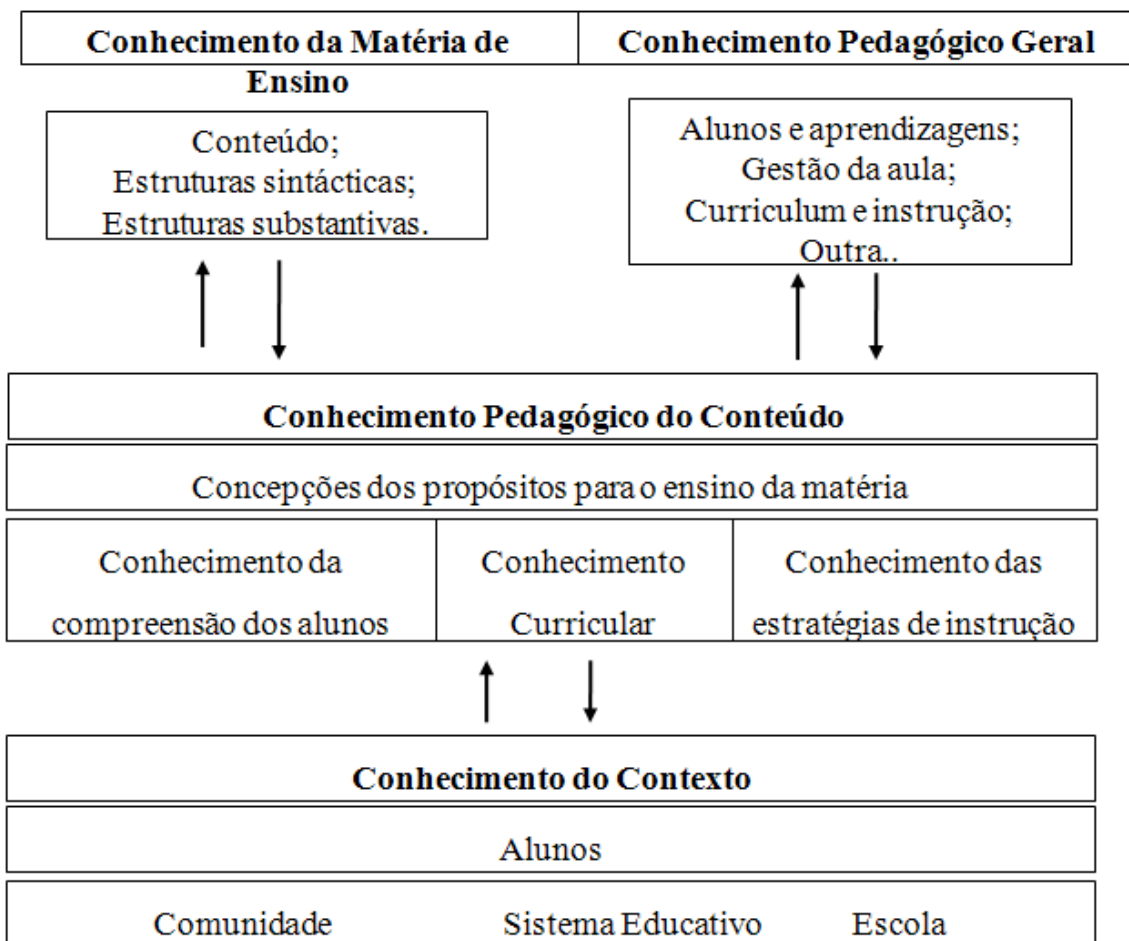 Conhecimento da Matéria de
Ensino
Conhecimento Pedagógico Geral
Conteúdo;
Estruturas sintácticas;
Estruturas substantivas.
Alunos e aprendizagens;
Gestão da aula;
Curriculum e instrução;
Outra..
Conhecimento Pedagógico do Conteúdo
Concepções dos propósitos para o ensino da matéria
Conhecimento da
compreensão dos alunos
Conhecimento
Curricular
Conhecimento das
estratégias de instrução
Conhecimento do Contexto
Alunos
Comunidade Sistema Educativo Escola